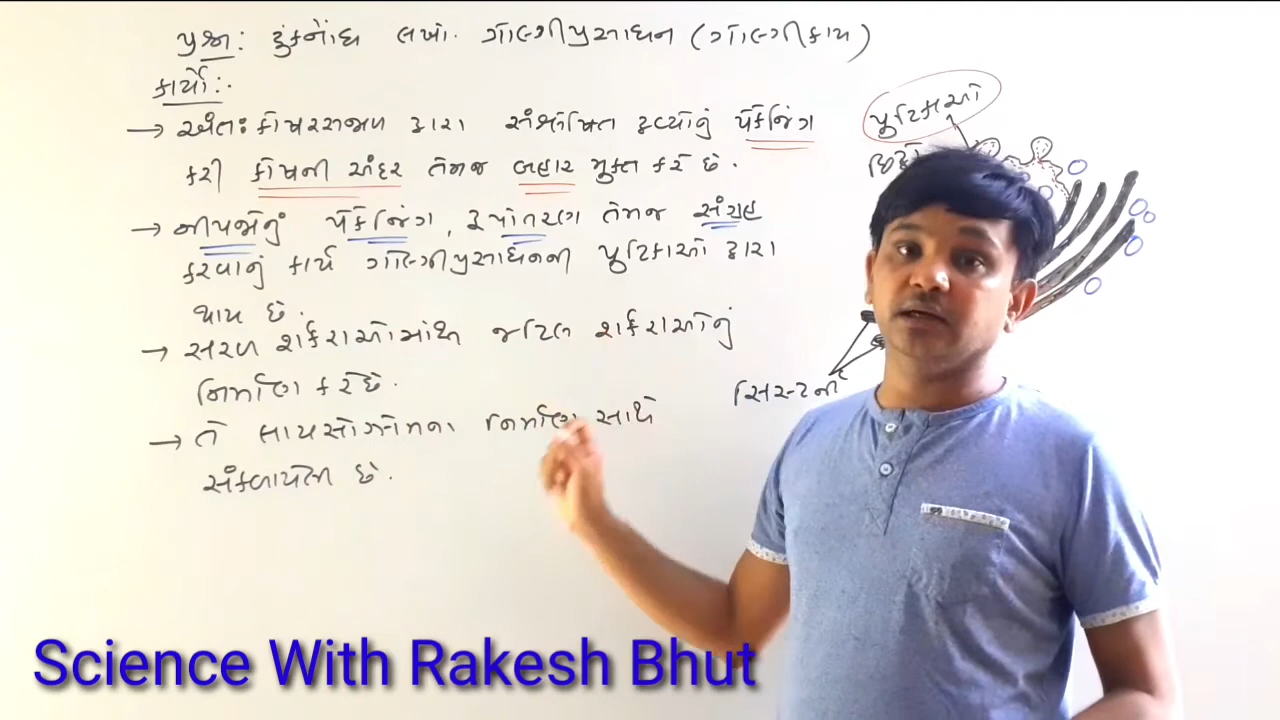 પ્રશ્ન: ટુંકનોંધ લખો. ગોલ્ગીપ્રસાધન (ગોલ્ગીકાય)
કાર્યો:
→ અંતઃકોષરસજાળ દ્વારા સંશ્લેષિત દ્રવ્યોનું પેકેજિંગ
કરી કોષની અંદર તેમજ બહાર મુક્ત કરે છે.
→ નીપજોનું પેકેજિંગ, રૂપાંતરણ તેમજ સંગ્રહ
કરવાનું કાર્ય ગોલ્ગીપ્રસાધનની પુટિકાઓ દ્વારા
થાય છે.
→ સરળ શર્કરાઓમાંથી જટિલ શર્કરાઓનું
નિર્માણ કરે છે.
→ તે લાયસોઝોમના નિર્માણ સાથે
સંકળાયેલ છે.
પુટિકાઓ
સિસ્ટર્ની
Science With Rakesh Bhut